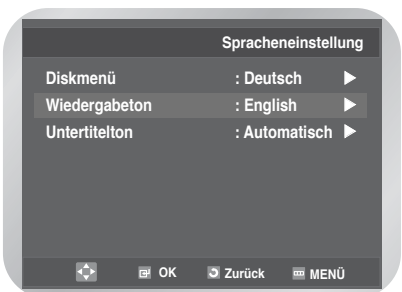 Spracheneinstellung
Diskmenü : Deutsch ▶
Wiedergabeton : English ▶
Untertitelton : Automatisch ▶
OK Zurück MENÜ